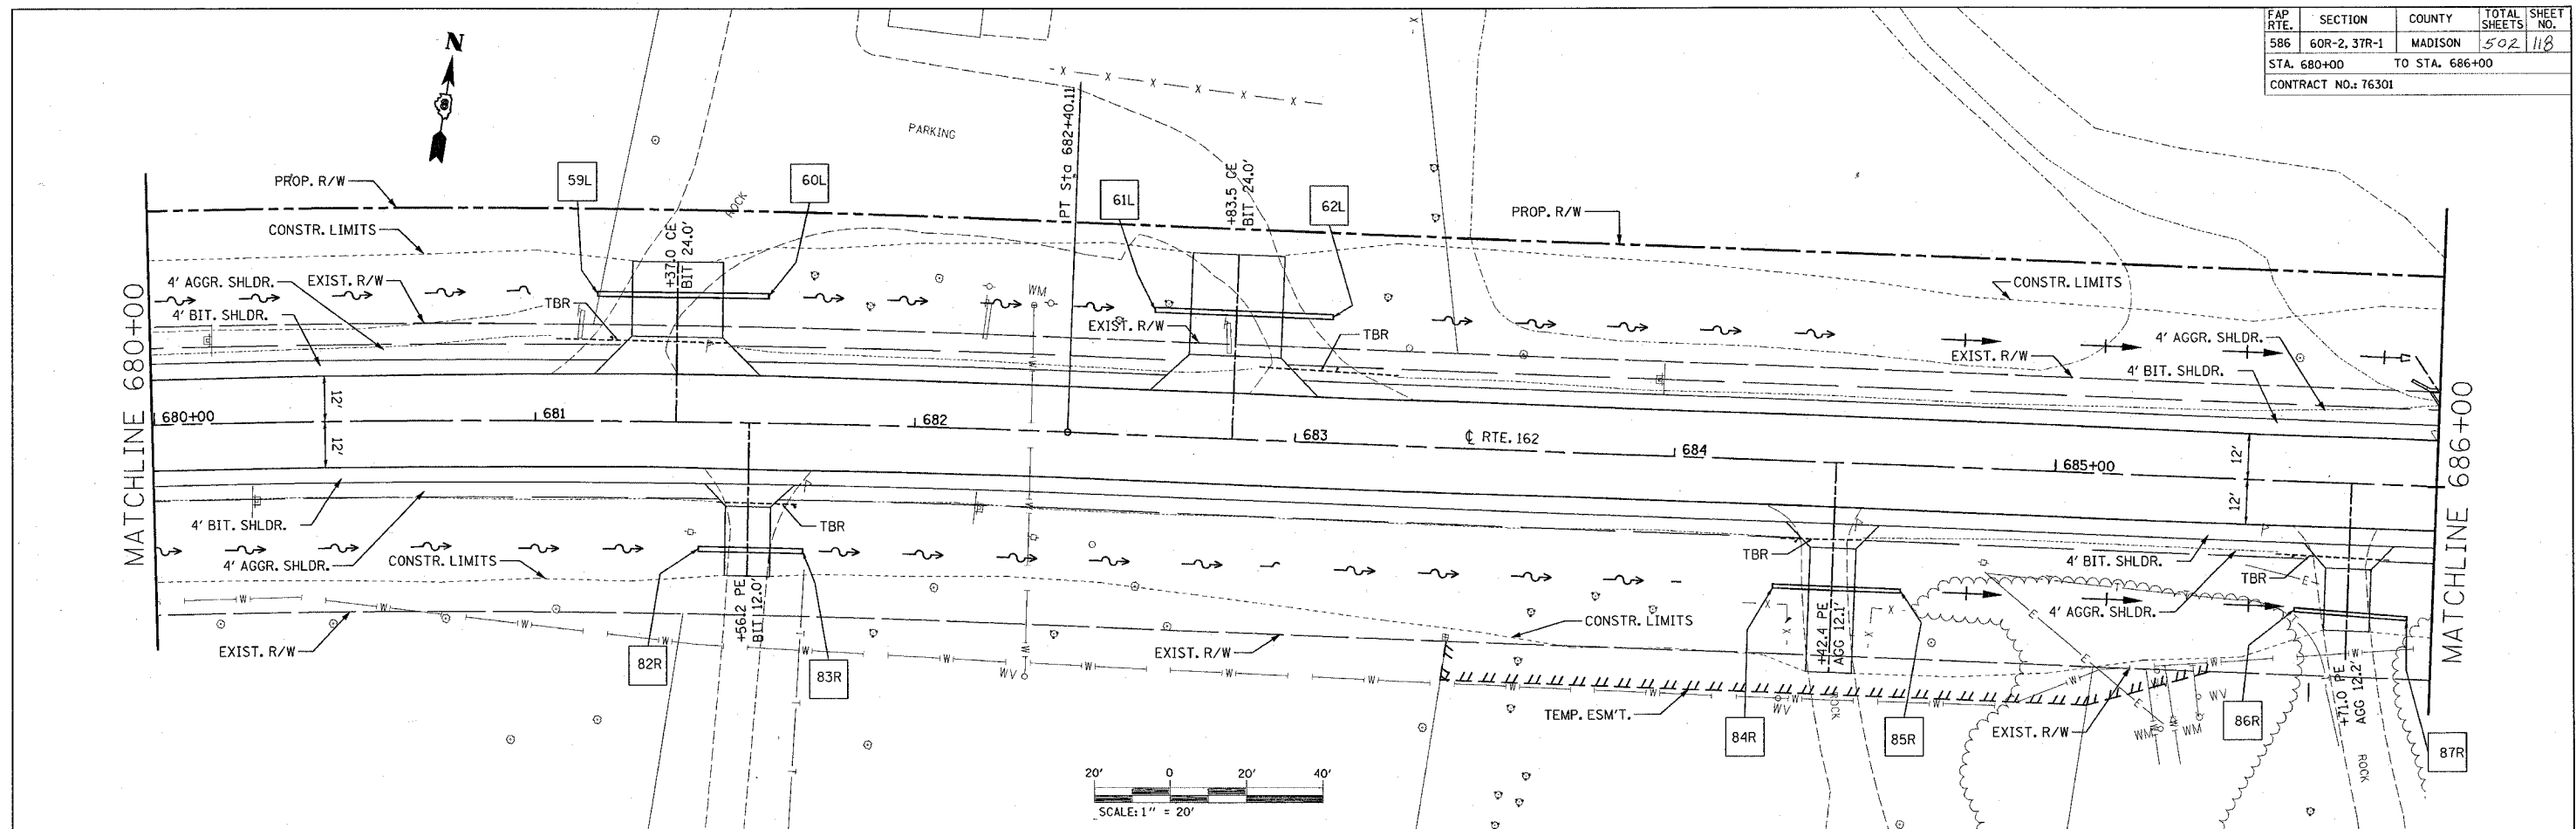 FAP RTE. SECTION COUNTY TOTAL SHEETS SHEET NO.
586 60R-2, 37R-1 MADISON 502 118
STA. 680+00 TO STA. 686+00
CONTRACT NO.: 76301
N
8
PARKING
ROCK
PT Sta 682+40.11
59L
60L
61L
62L
+37.0 CE
BIT 24.0'
+83.5 CE
BIT 24.0'
PROP. R/W
PROP. R/W
CONSTR. LIMITS
CONSTR. LIMITS
4' AGGR. SHLDR.
EXIST. R/W
4' BIT. SHLDR.
TBR
WM
EXIST. R/W
TBR
4' AGGR. SHLDR.
EXIST. R/W
4' BIT. SHLDR.
MATCHLINE 680+00
MATCHLINE 686+00
12'
12'
680+00
681
682
683
℄ RTE. 162
684
685+00
12'
12'
4' BIT. SHLDR.
4' AGGR. SHLDR.
CONSTR. LIMITS
EXIST. R/W
TBR
+56.2 PE
BIT 12.0'
82R
83R
WV
EXIST. R/W
CONSTR. LIMITS
TEMP. ESM'T.
TBR
+42.4 PE
AGG 12.1'
84R
85R
WV
ROCK
4' BIT. SHLDR.
4' AGGR. SHLDR.
TBR
EXIST. R/W
WM
WM
WV
86R
+71.0 PE
AGG 12.2'
ROCK
87R
20' 0 20' 40'
SCALE: 1" = 20'